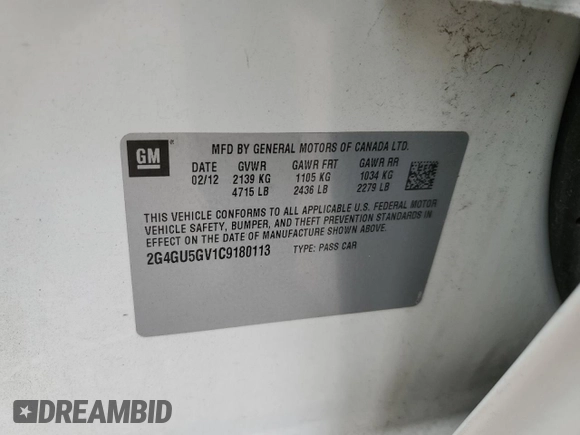 GM
MFD BY GENERAL MOTORS OF CANADA LTD.
DATE GVWR GAWR FRT GAWR RR
02/12 2139 KG 1105 KG 1034 KG
4715 LB 2436 LB 2279 LB
THIS VEHICLE CONFORMS TO ALL APPLICABLE U.S. FEDERAL MOTOR
VEHICLE SAFETY, BUMPER, AND THEFT PREVENTION STANDARDS IN
EFFECT ON THE DATE OF MANUFACTURE SHOWN ABOVE.
2G4GU5GV1C9180113 TYPE: PASS CAR
DREAMBID